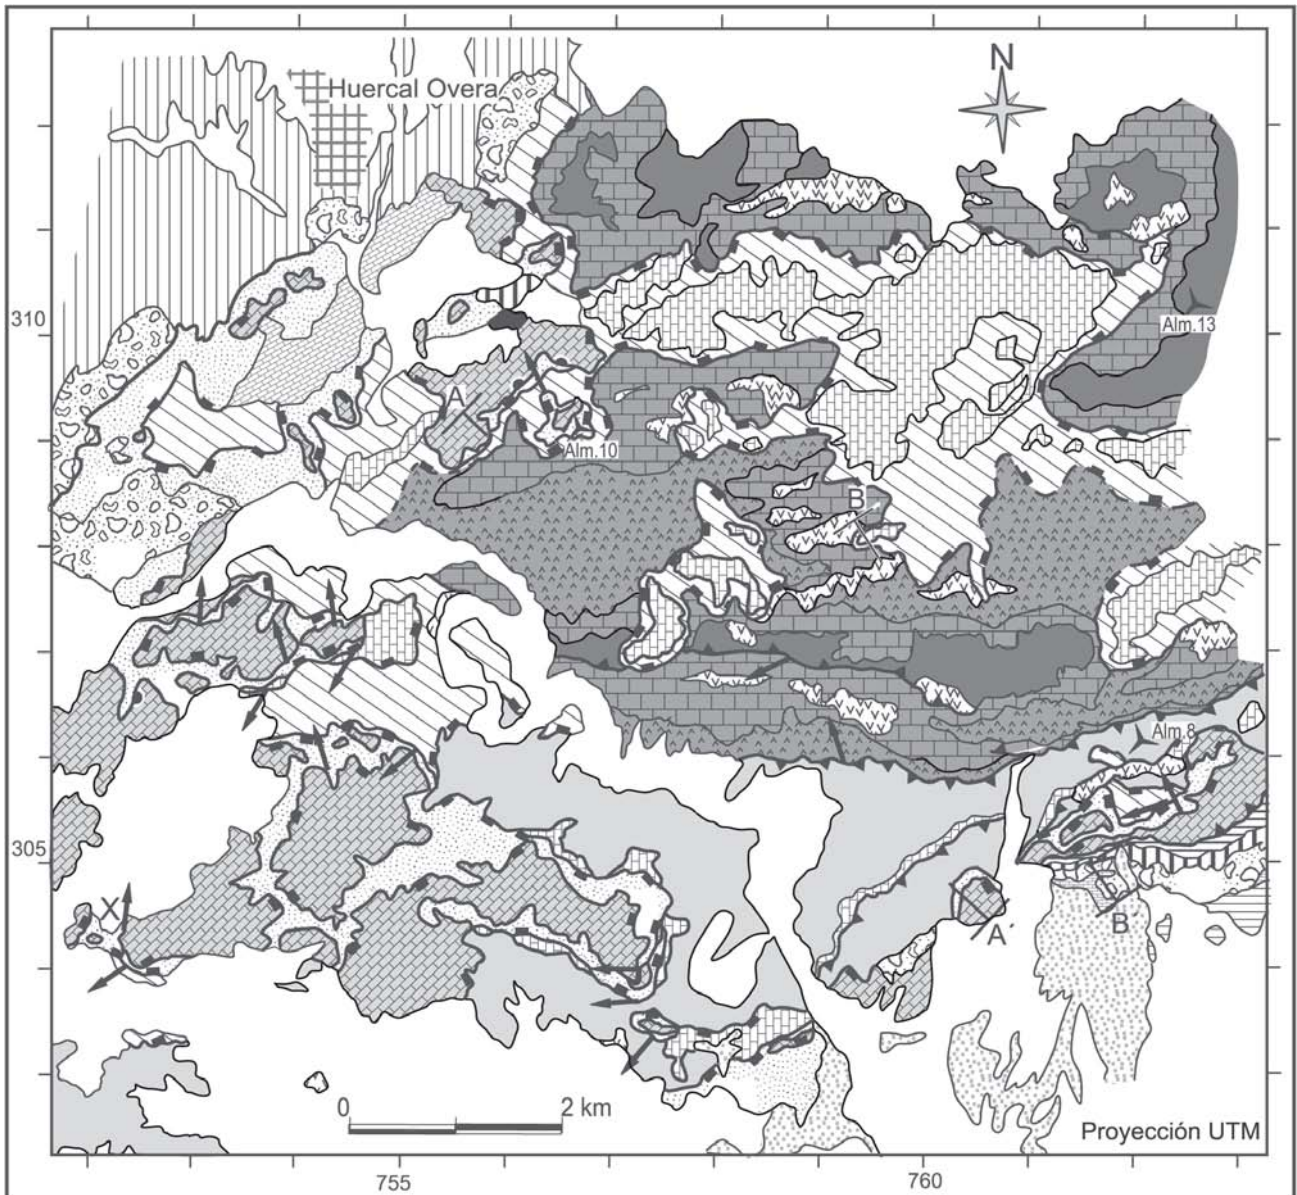 N
Huercal Overa
310
Alm.13
A
Alm.10
B
Alm.8
305
X
A´
B´
0 2 km
Proyección UTM
755 760